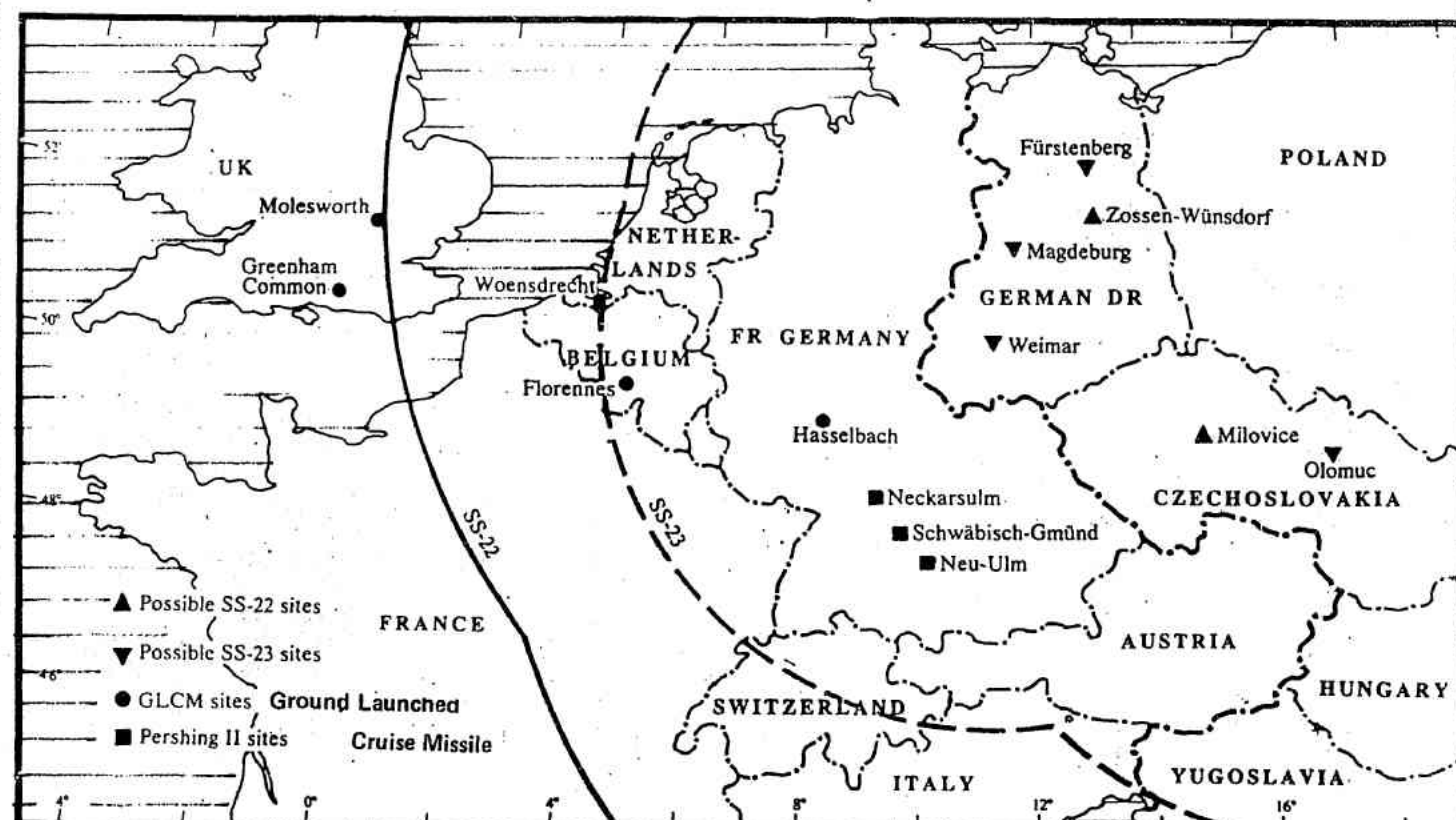 52°
UK
Molesworth
Greenham
Common
50°
Woensdrecht
NETHER-
LANDS
BELGIUM
Florennes
FR GERMANY
Hasselbach
Fürstenberg
POLAND
Zossen-Wünsdorf
Magdeburg
GERMAN DR
Weimar
Milovice
Olomuc
CZECHOSLOVAKIA
48°
Neckarsulm
Schwäbisch-Gmünd
Neu-Ulm
SS-22
SS-23
FRANCE
AUSTRIA
HUNGARY
SWITZERLAND
ITALY
YUGOSLAVIA
Possible SS-22 sites
Possible SS-23 sites
46°
GLCM sites Ground Launched
Pershing II sites Cruise Missile
4° 0° 4° 8° 12° 16°